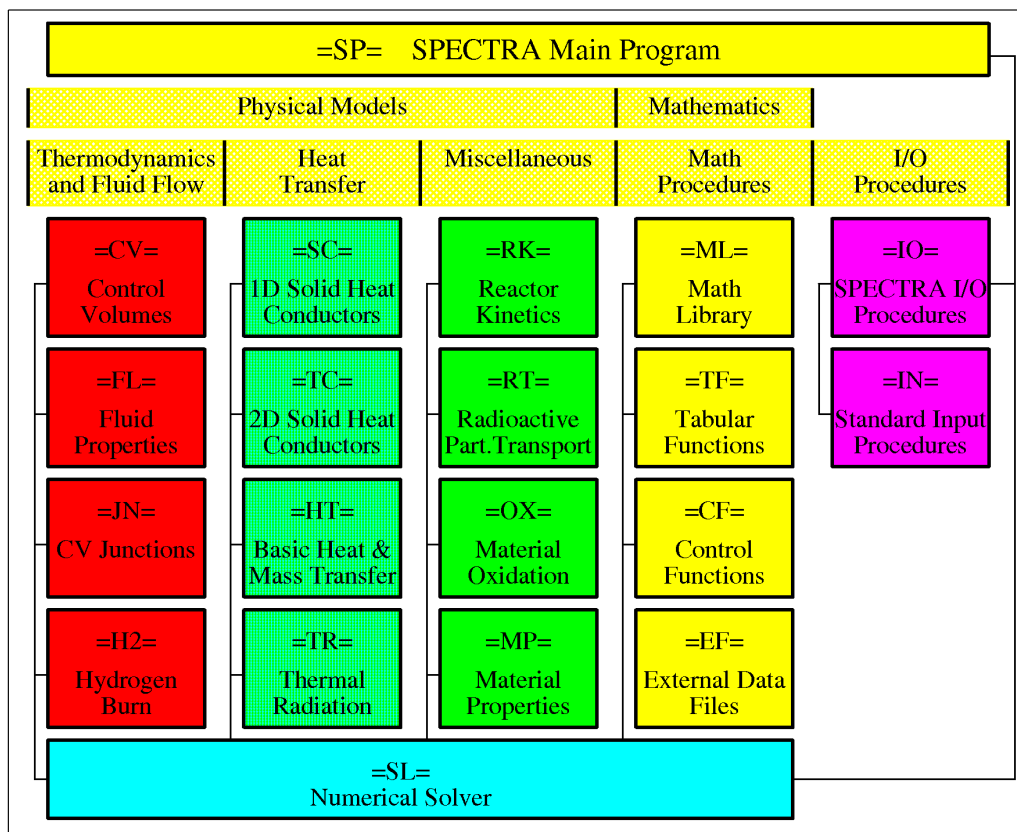 =SP= SPECTRA Main Program
Physical Models
Mathematics
Thermodynamics
and Fluid Flow
Heat
Transfer
Miscellaneous
Math
Procedures
I/O
Procedures
=CV=
Control
Volumes
=SC=
1D Solid Heat
Conductors
=RK=
Reactor
Kinetics
=ML=
Math
Library
=IO=
SPECTRA I/O
Procedures
=FL=
Fluid
Properties
=TC=
2D Solid Heat
Conductors
=RT=
Radioactive
Part.Transport
=TF=
Tabular
Functions
=IN=
Standard Input
Procedures
=JN=
CV Junctions
=HT=
Basic Heat &
Mass Transfer
=OX=
Material
Oxidation
=CF=
Control
Functions
=H2=
Hydrogen
Burn
=TR=
Thermal
Radiation
=MP=
Material
Properties
=EF=
External Data
Files
=SL=
Numerical Solver